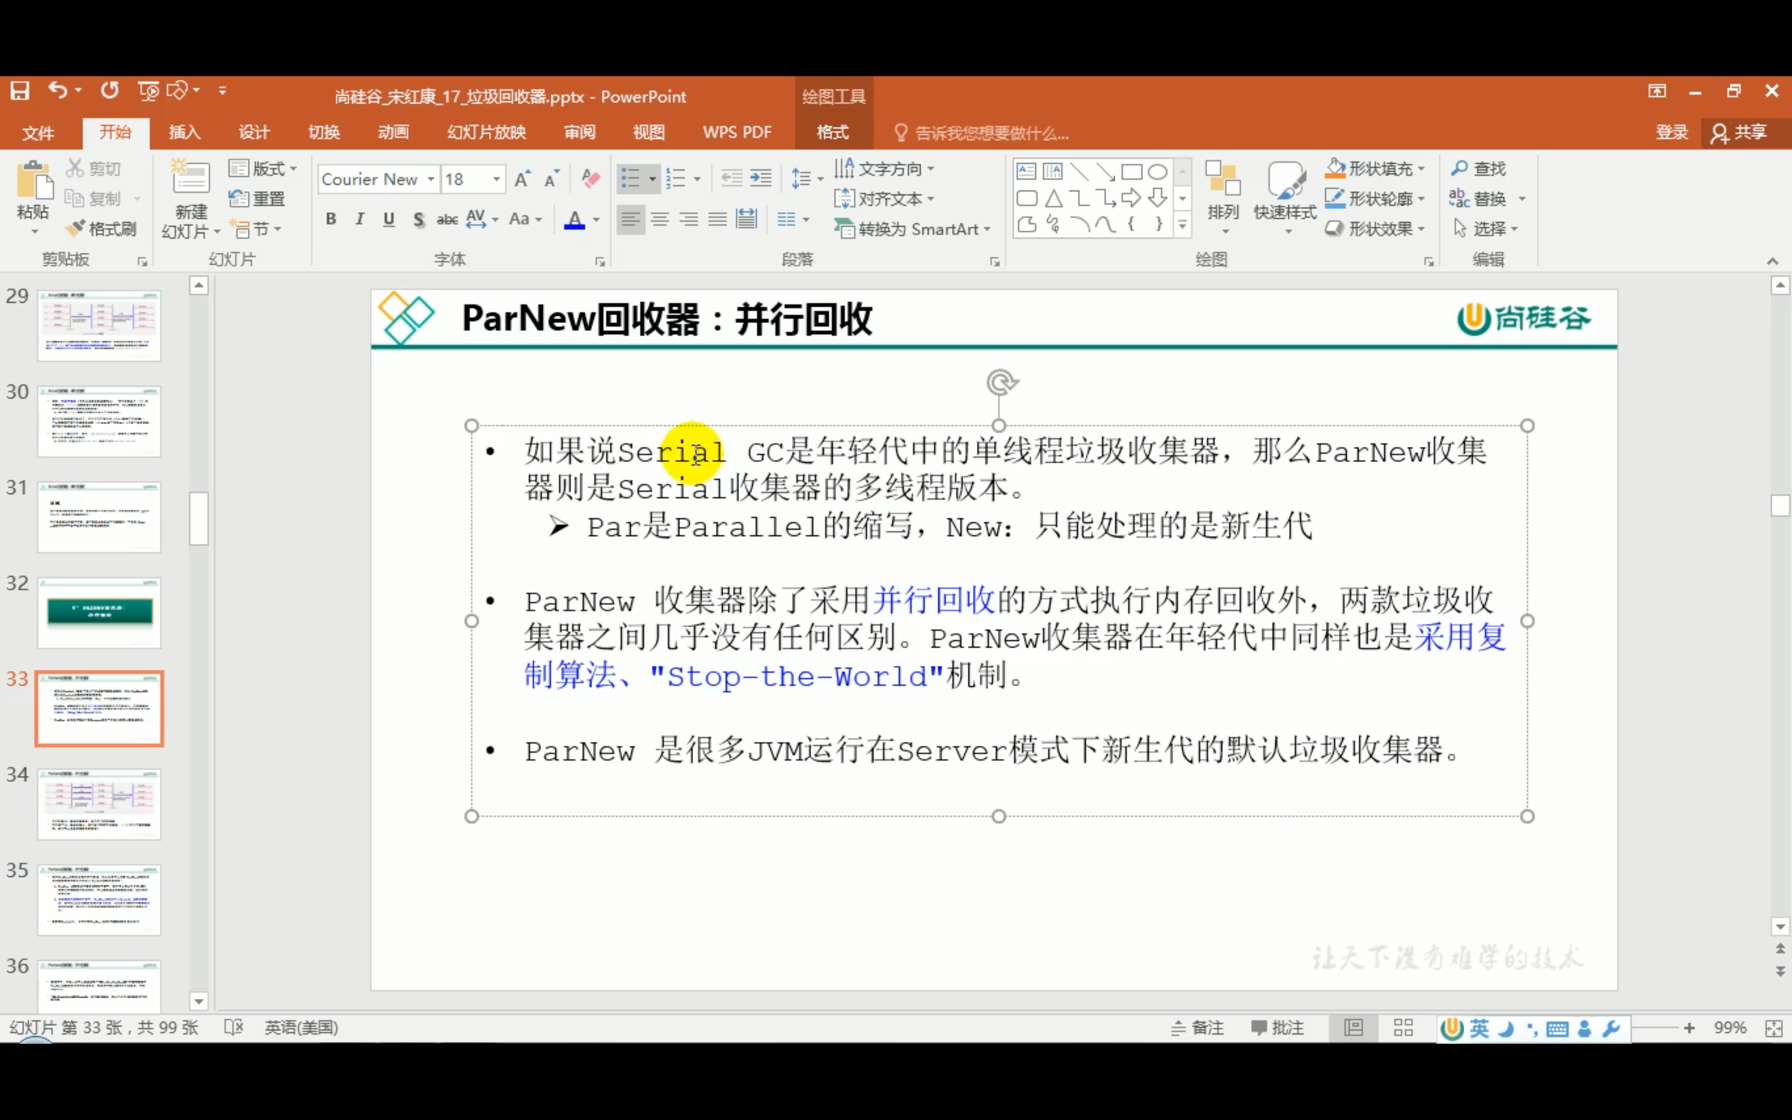 尚硅谷_宋红康_17_垃圾回收器.pptx - PowerPoint
绘图工具
文件 开始 插入 设计 切换 动画 幻灯片放映 审阅 视图 WPS PDF 格式 告诉我您想要做什么... 登录 共享
粘贴
剪切
复制
格式刷
剪贴板
新建
幻灯片
版式
重置
节
幻灯片
Courier New 18
B I U S abc AV Aa A
字体
文字方向
对齐文本
转换为 SmartArt
段落
排列
快速样式
形状填充
形状轮廓
形状效果
绘图
查找
替换
选择
编辑
29
30
31
32
33
34
35
36
ParNew回收器：并行回收
尚硅谷
• 如果说Serial GC是年轻代中的单线程垃圾收集器，那么ParNew收集
器则是Serial收集器的多线程版本。
➢ Par是Parallel的缩写，New：只能处理的是新生代
• ParNew 收集器除了采用并行回收的方式执行内存回收外，两款垃圾收
集器之间几乎没有任何区别。ParNew收集器在年轻代中同样也是采用复
制算法、"Stop-the-World"机制。
• ParNew 是很多JVM运行在Server模式下新生代的默认垃圾收集器。
让天下没有难学的技术
幻灯片 第 33 张，共 99 张 英语(美国) 备注 批注 英 99%